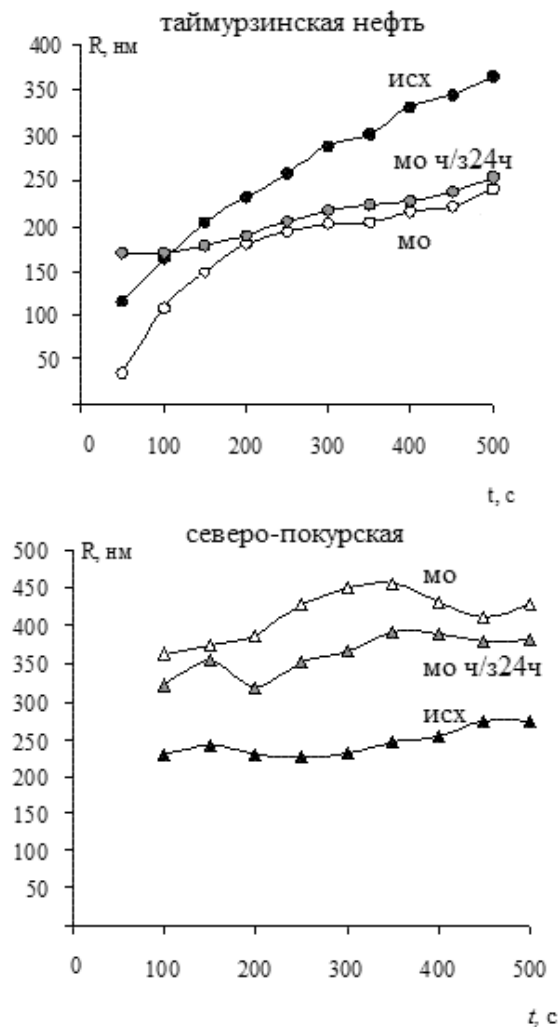 таймурзинская нефть
R, нм
400
350
300
250
200
150
100
50
исх
мо ч/з24ч
мо
0 100 200 300 400 500
t, с
северо-покурская
R, нм
500
450
400
350
300
250
200
150
100
50
мо
мо ч/з24ч
исх
0 100 200 300 400 500
t, с